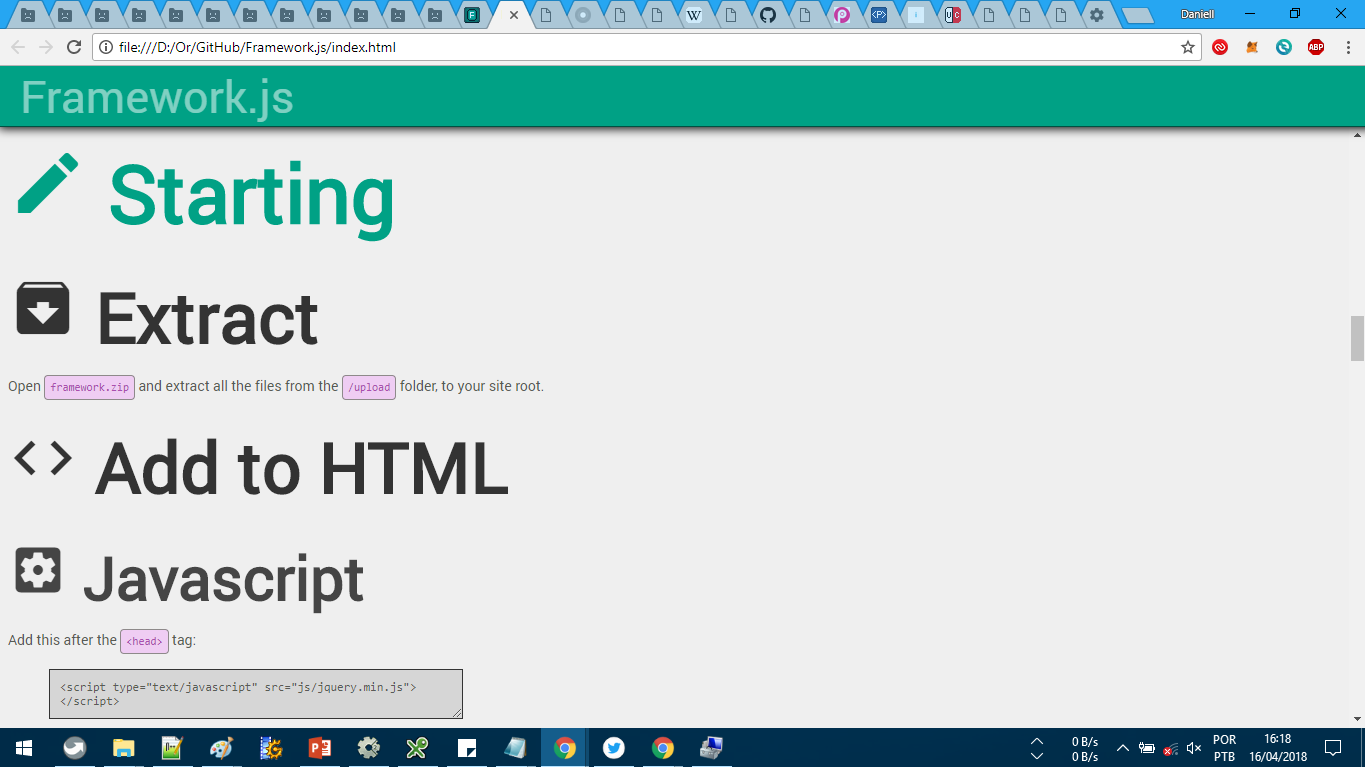 Daniell
file:///D:/Or/GitHub/Framework.js/index.html
ABP
Framework.js
Starting
Extract
Open framework.zip and extract all the files from the /upload folder, to your site root.
Add to HTML
Javascript
Add this after the <head> tag:
<script type="text/javascript" src="js/jquery.min.js">
</script>
0 B/s
0 B/s
POR
PTB
16:18
16/04/2018